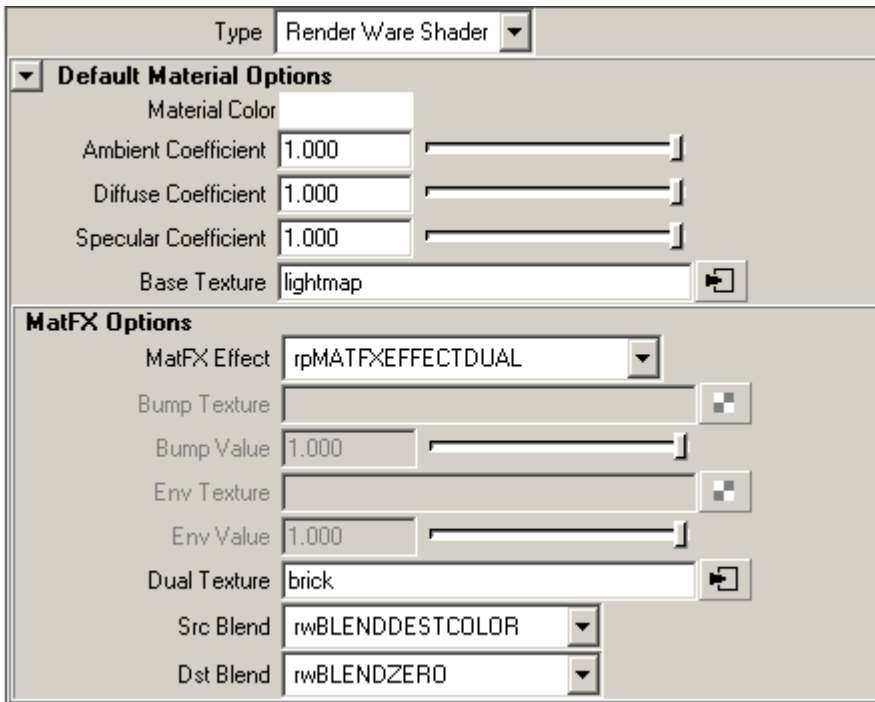 Type Render Ware Shader
Default Material Options
Material Color
Ambient Coefficient 1.000
Diffuse Coefficient 1.000
Specular Coefficient 1.000
Base Texture lightmap
MatFX Options
MatFX Effect rpMATFXEFFECTDUAL
Bump Texture
Bump Value 1.000
Env Texture
Env Value 1.000
Dual Texture brick
Src Blend rwBLENDDESTCOLOR
Dst Blend rwBLENDZERO